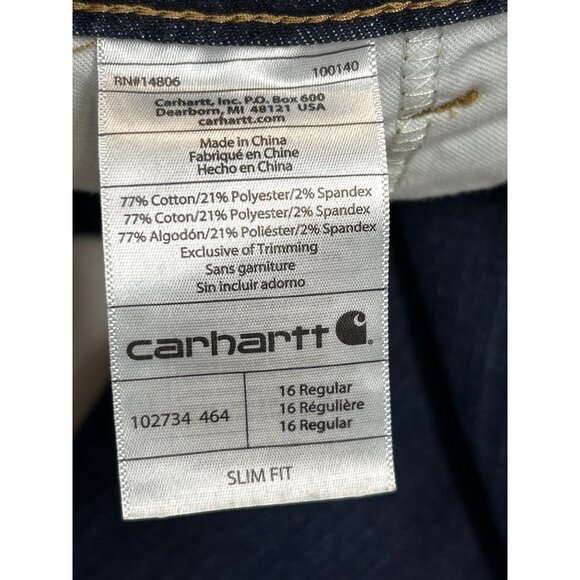 RN#14806 100140
Carhartt, Inc. P.O. Box 600
Dearborn, MI 48121 USA
carhartt.com
Made in China
Fabriqué en Chine
Hecho en China
77% Cotton/21% Polyester/2% Spandex
77% Coton/21% Polyester/2% Spandex
77% Algodón/21% Poliéster/2% Spandex
Exclusive of Trimming
Sans garniture
Sin incluir adorno
carhartt
102734 464
16 Regular
16 Régulière
16 Regular
SLIM FIT